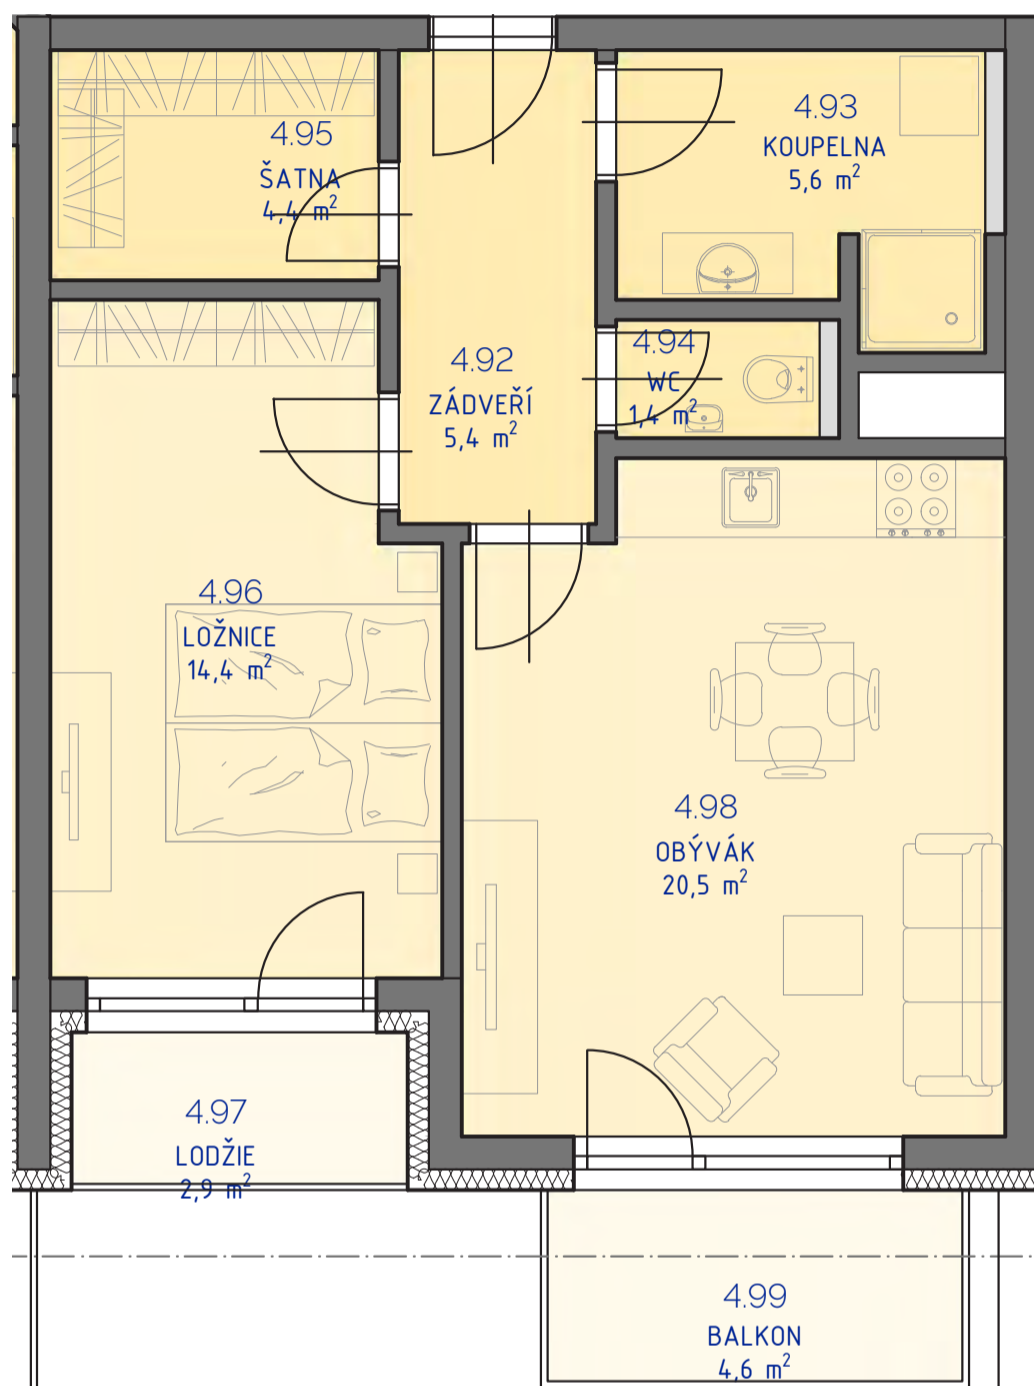 4.93
KOUPELNA
5,6 m²
4.95
ŠATNA
4,4 m²
4.94
WC
1,4 m²
4.92
ZÁDVEŘÍ
5,4 m²
4.96
LOŽNICE
14,4 m²
4.98
OBÝVÁK
20,5 m²
4.97
LODŽIE
2,9 m²
4.99
BALKON
4,6 m²